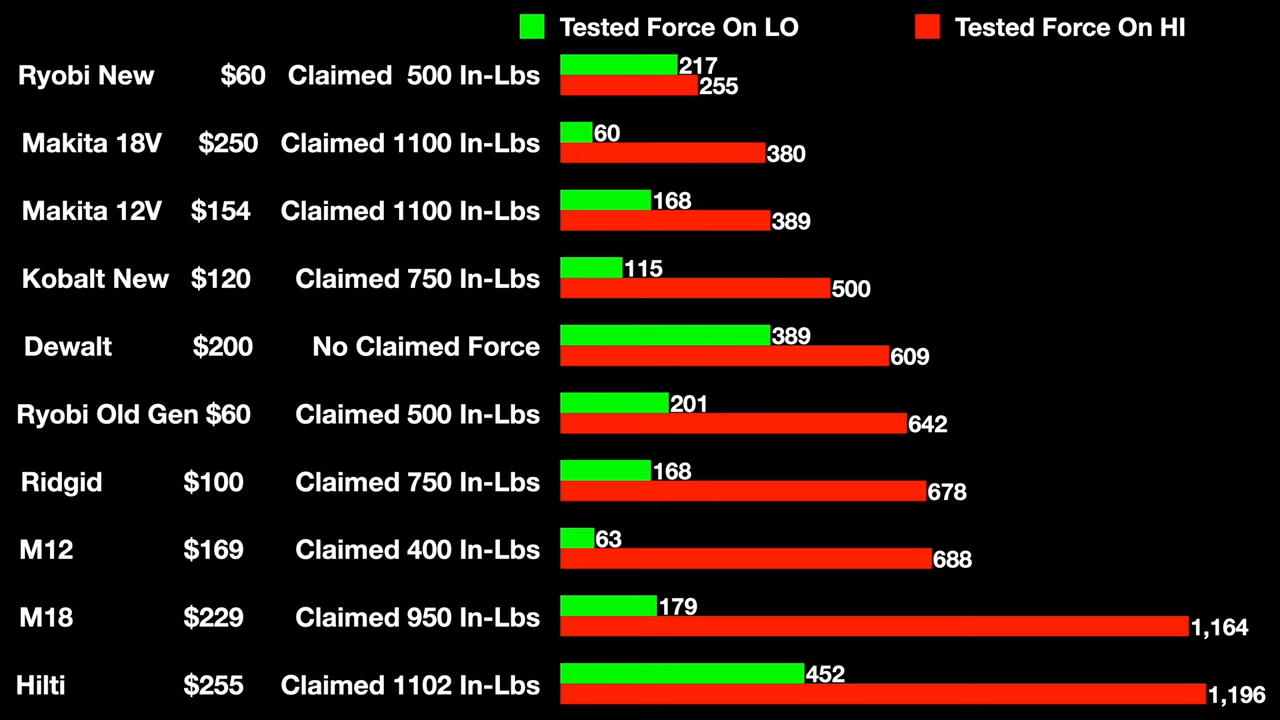 Tested Force On LO Tested Force On HI
Ryobi New $60 Claimed 500 In-Lbs 217 255
Makita 18V $250 Claimed 1100 In-Lbs 60 380
Makita 12V $154 Claimed 1100 In-Lbs 168 389
Kobalt New $120 Claimed 750 In-Lbs 115 500
Dewalt $200 No Claimed Force 389 609
Ryobi Old Gen $60 Claimed 500 In-Lbs 201 642
Ridgid $100 Claimed 750 In-Lbs 168 678
M12 $169 Claimed 400 In-Lbs 63 688
M18 $229 Claimed 950 In-Lbs 179 1,164
Hilti $255 Claimed 1102 In-Lbs 452 1,196